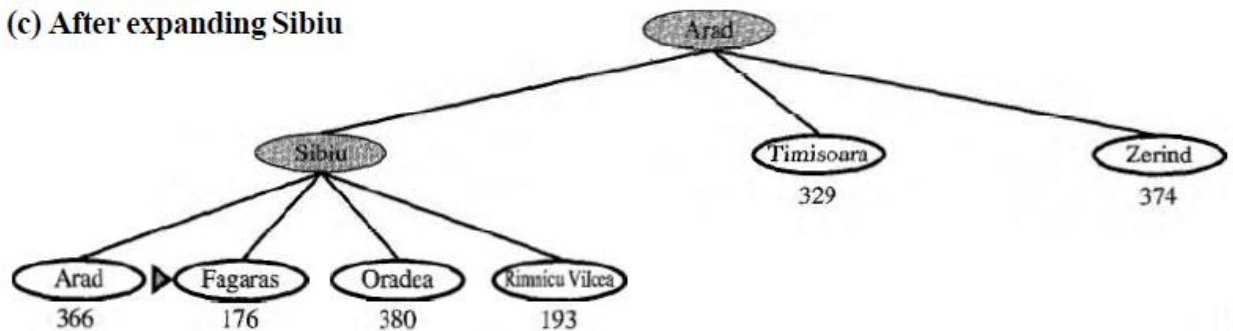 (c) After expanding Sibiu
Arad
Sibiu
Timisoara
Zerind
329
374
Arad
Fagaras
Oradea
Rimnicu Vilcea
366
176
380
193